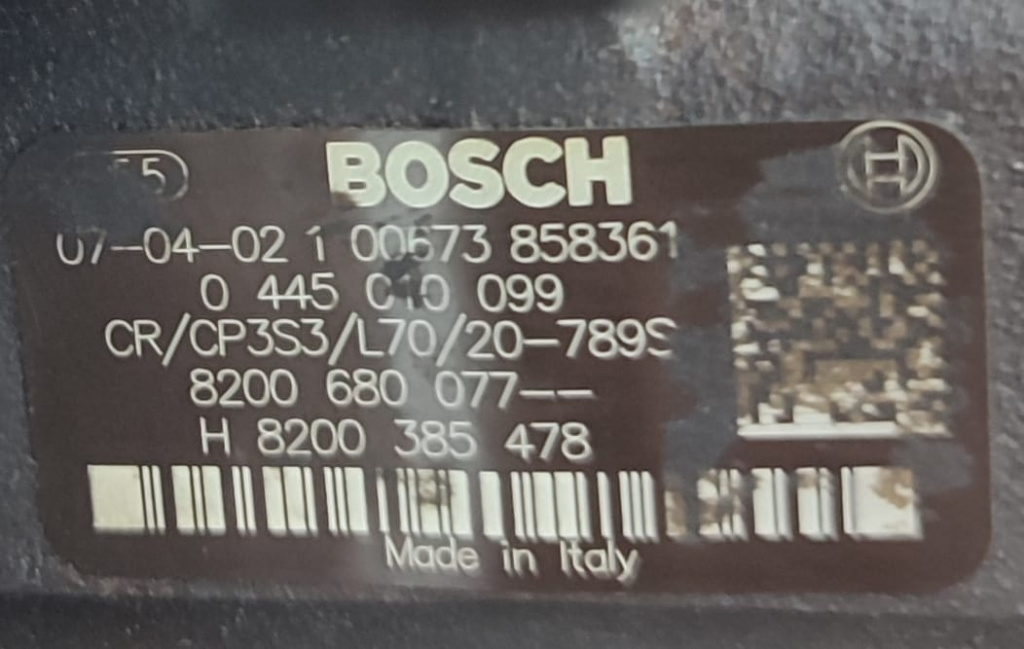 BOSCH
07-04-02 1 00673 858361
0 445 010 099
CR/CP3S3/L70/20-789S
8200 680 077--
H 8200 385 478
Made in Italy